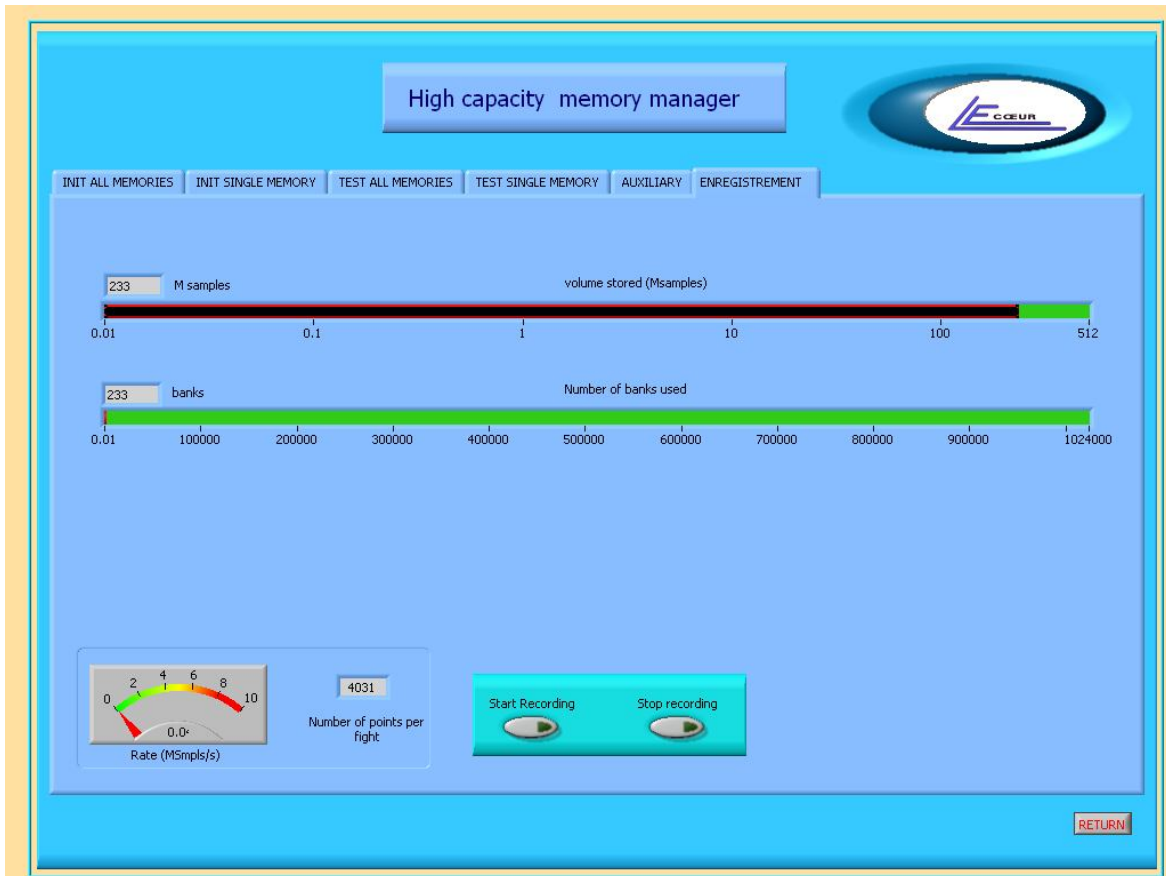 High capacity memory manager
LE CŒUR
INIT ALL MEMORIES INIT SINGLE MEMORY TEST ALL MEMORIES TEST SINGLE MEMORY AUXILIARY ENREGISTREMENT
233 M samples volume stored (Msamples)
0.01 0.1 1 10 100 512
233 banks Number of banks used
0.01 100000 200000 300000 400000 500000 600000 700000 800000 900000 1024000
0 2 4 6 8 10
0.0
Rate (MSmpls/s)
4031
Number of points per
fight
Start Recording Stop recording
RETURN